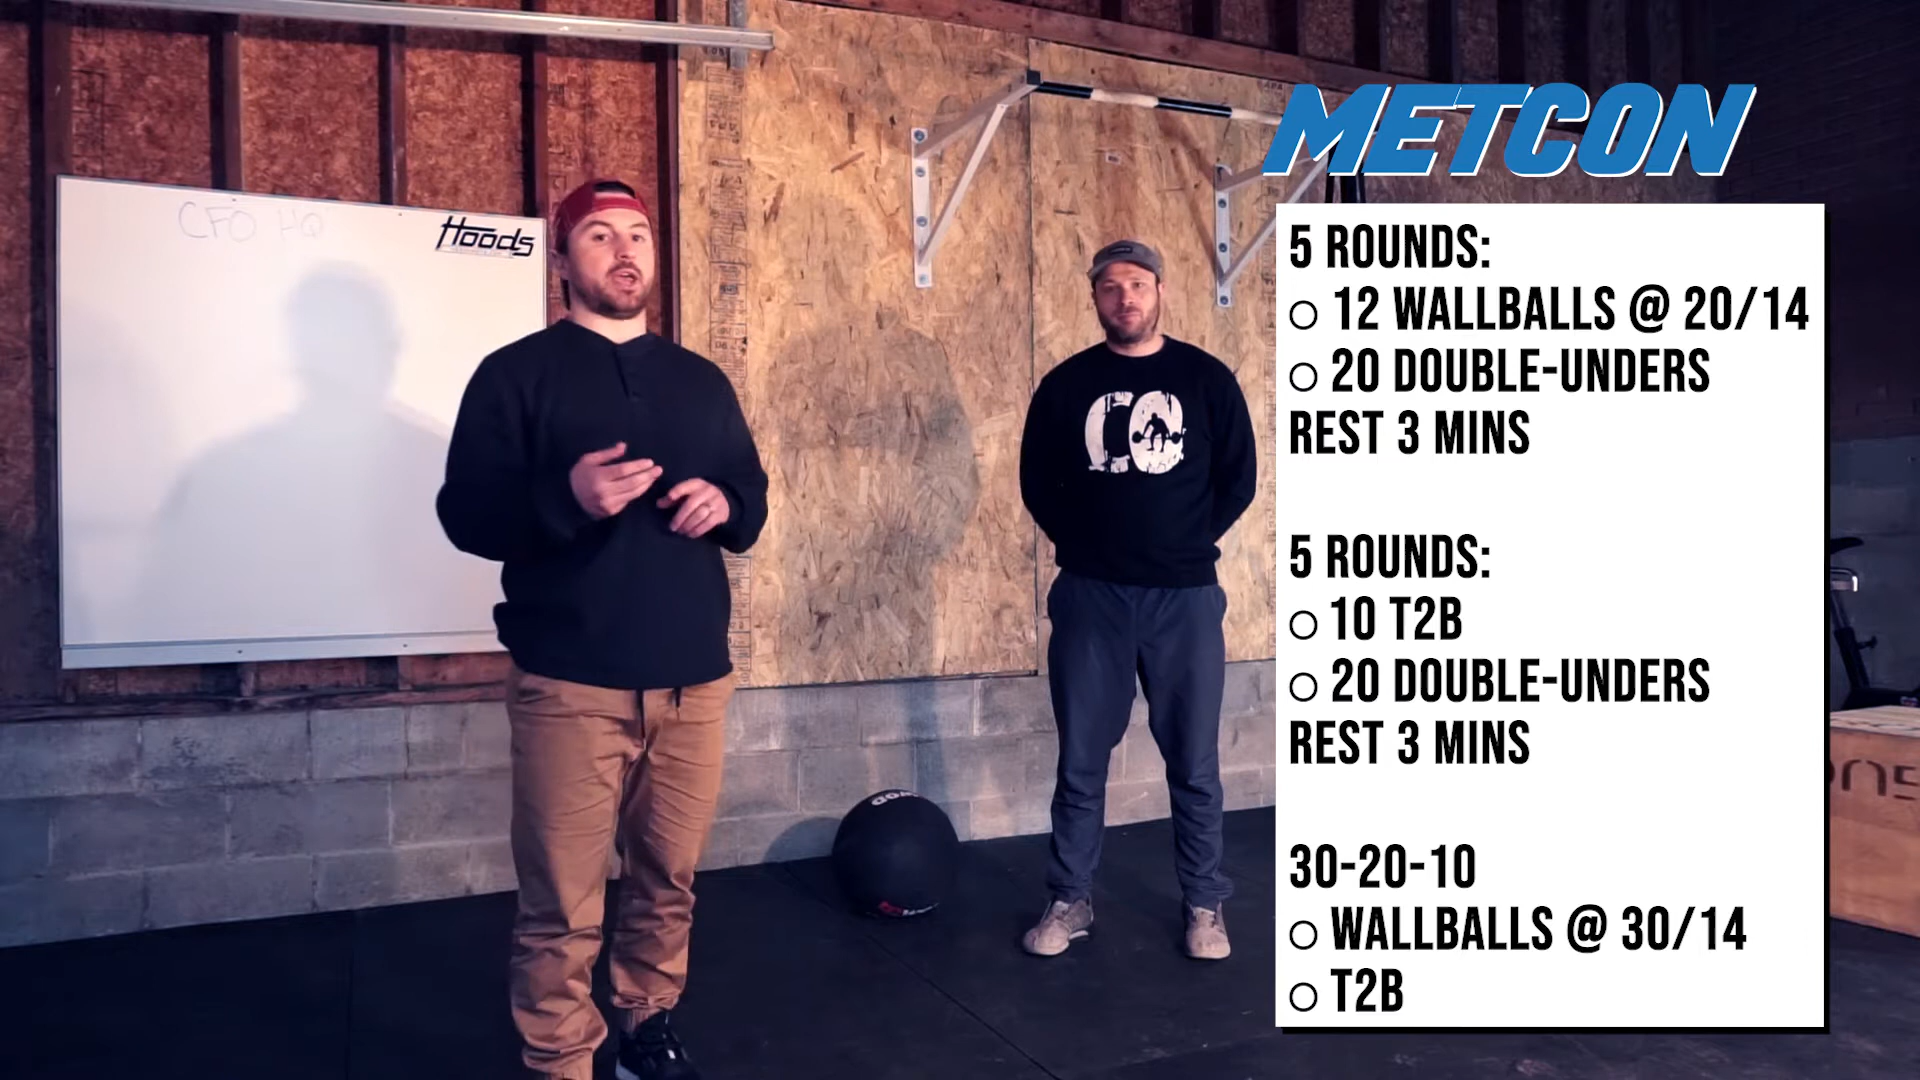 CFO HQ
Hoods
METCON
5 ROUNDS:
○ 12 WALLBALLS @ 20/14
○ 20 DOUBLE-UNDERS
REST 3 MINS
5 ROUNDS:
○ 10 T2B
○ 20 DOUBLE-UNDERS
REST 3 MINS
30-20-10
○ WALLBALLS @ 30/14
○ T2B